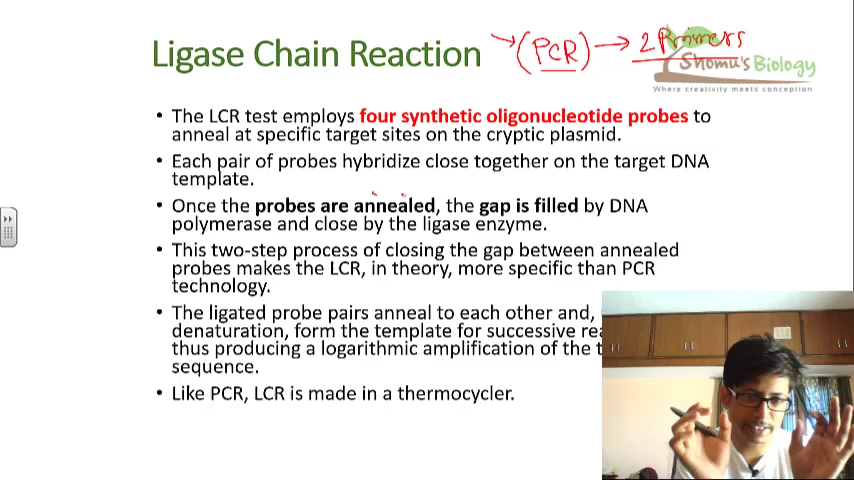 Ligase Chain Reaction → (PCR) → 2 Primers
Shomu's Biology
Where creativity meets conception
• The LCR test employs four synthetic oligonucleotide probes to
anneal at specific target sites on the cryptic plasmid.
• Each pair of probes hybridize close together on the target DNA
template.
• Once the probes are annealed, the gap is filled by DNA
polymerase and close by the ligase enzyme.
• This two-step process of closing the gap between annealed
probes makes the LCR, in theory, more specific than PCR
technology.
• The ligated probe pairs anneal to each other and,
denaturation, form the template for successive
thus producing a logarithmic amplification of the
sequence.
• Like PCR, LCR is made in a thermocycler.